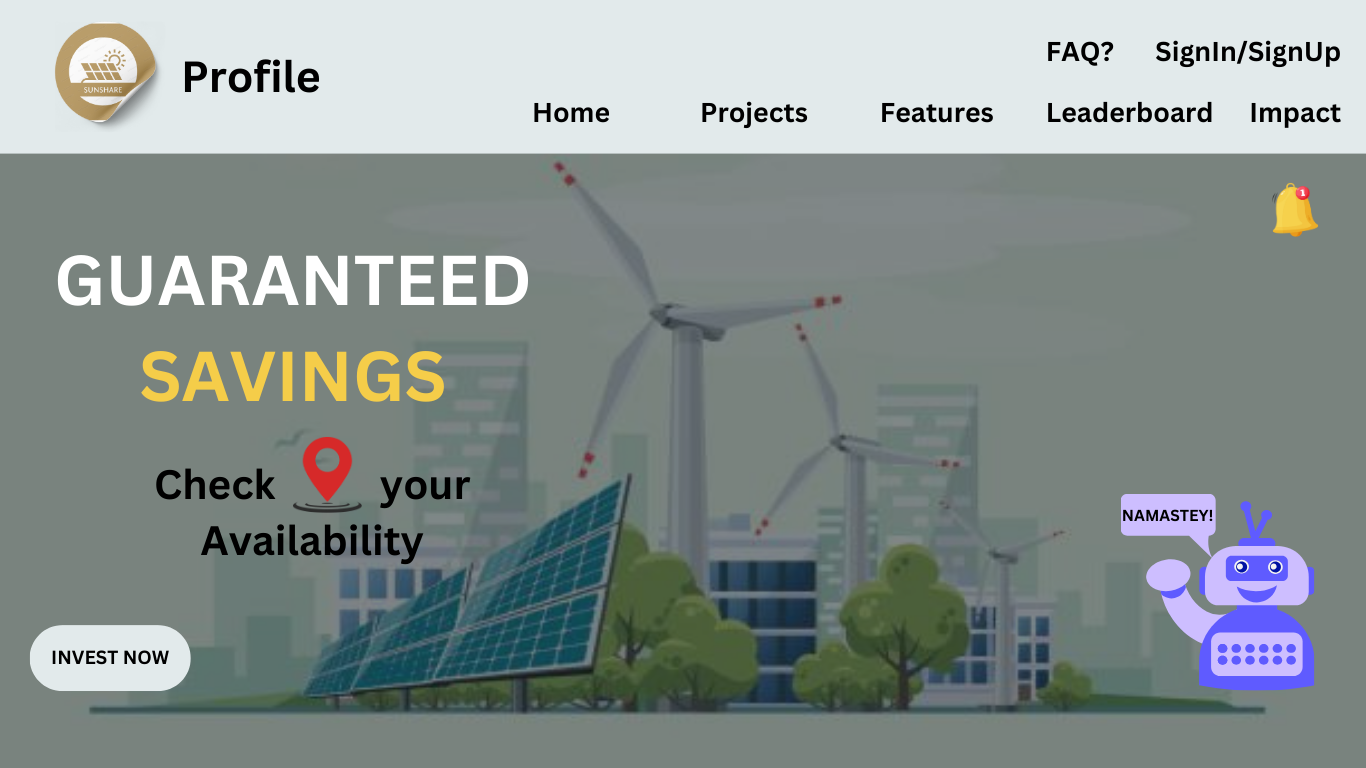 SUNSHARE
Profile
FAQ? SignIn/SignUp
Home Projects Features Leaderboard Impact
1
GUARANTEED
SAVINGS
Check your
Availability
NAMASTEY!
INVEST NOW